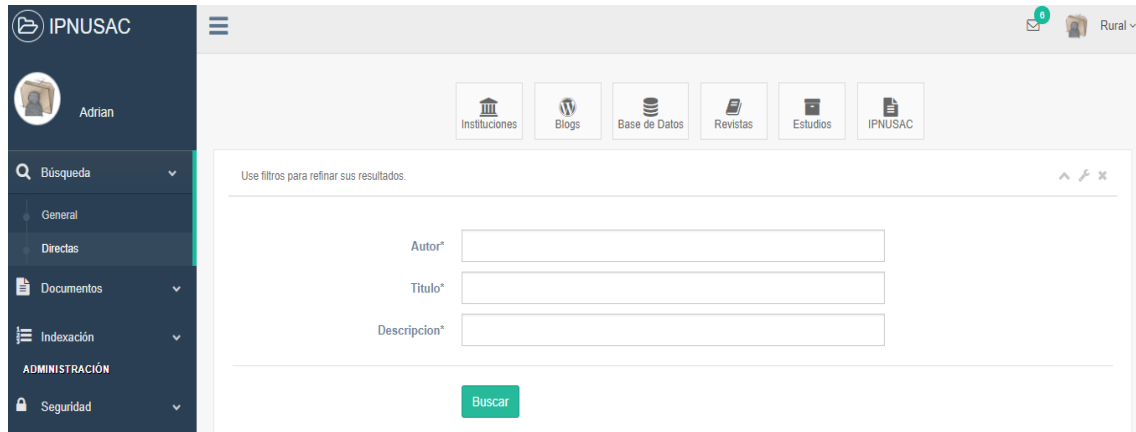 IPNUSAC
6
Rural
Adrian
Instituciones
Blogs
Base de Datos
Revistas
Estudios
IPNUSAC
Búsqueda
General
Directas
Documentos
Indexación
ADMINISTRACIÓN
Seguridad
Use filtros para refinar sus resultados.
Autor*
Titulo*
Descripcion*
Buscar